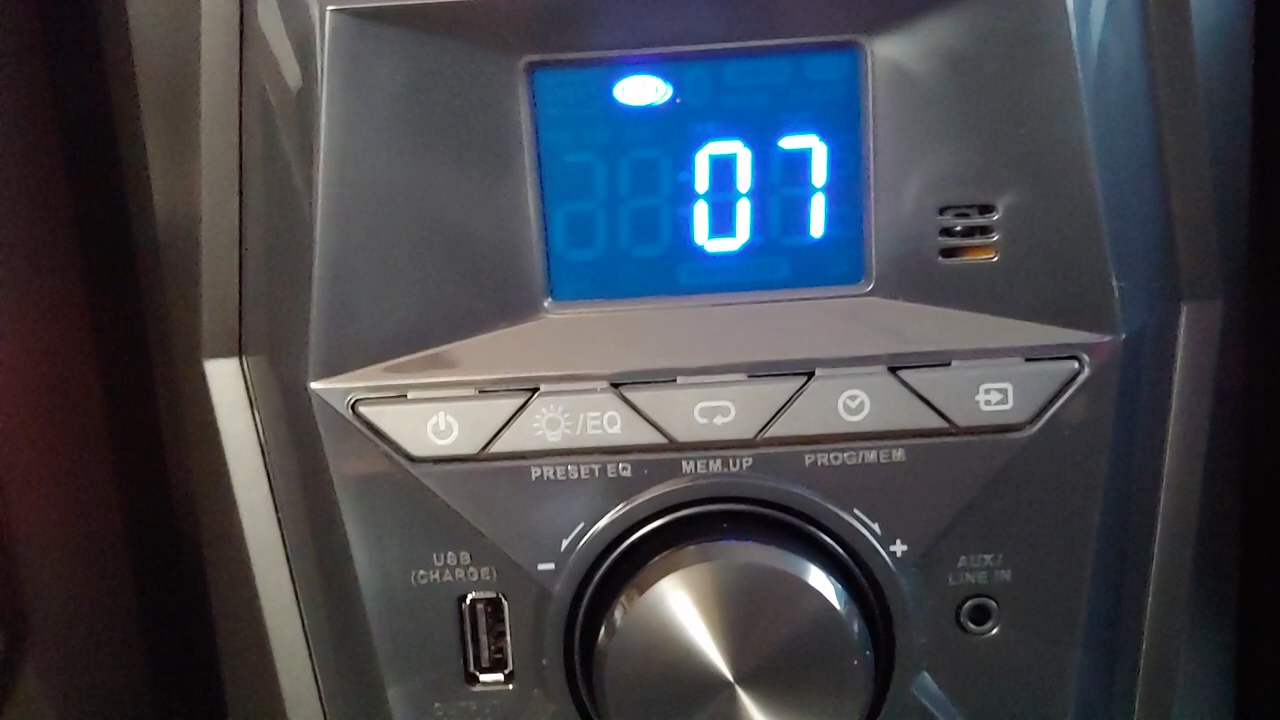 07
/EQ
PRESET EQ
MEM.UP
PROG/MEM
- +
USB
(CHARGE)
AUX/
LINE IN